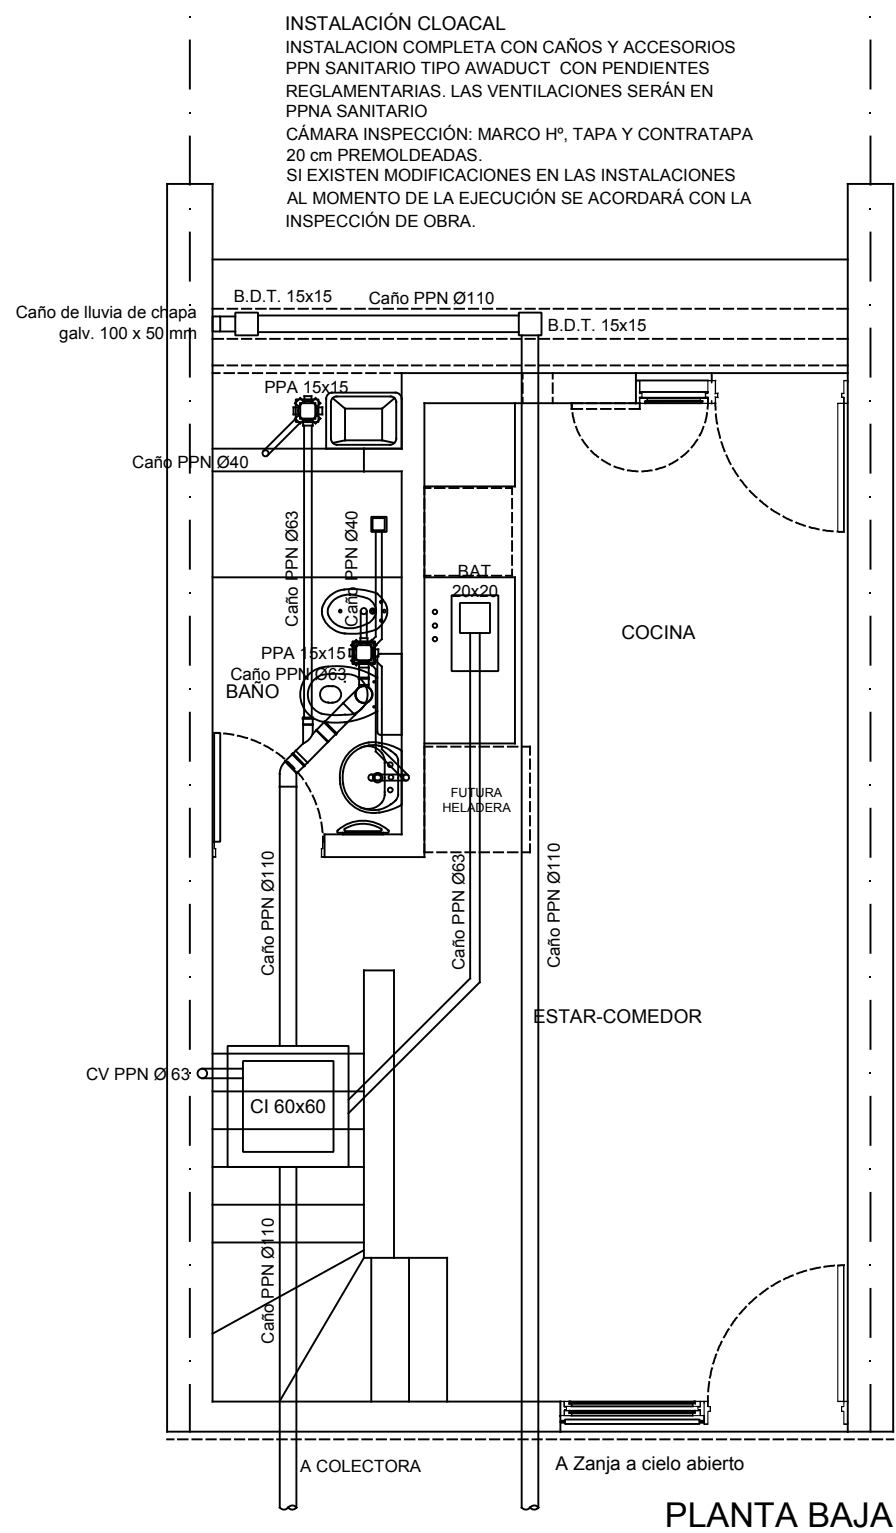 INSTALACIÓN CLOACAL
INSTALACION COMPLETA CON CAÑOS Y ACCESORIOS
PPN SANITARIO TIPO AWADUCT CON PENDIENTES
REGLAMENTARIAS. LAS VENTILACIONES SERÁN EN
PPNA SANITARIO
CÁMARA INSPECCIÓN: MARCO Hº, TAPA Y CONTRATAPA
20 cm PREMOLDEADAS.
SI EXISTEN MODIFICACIONES EN LAS INSTALACIONES
AL MOMENTO DE LA EJECUCIÓN SE ACORDARÁ CON LA
INSPECCIÓN DE OBRA.
B.D.T. 15x15
Caño PPN Ø110
Caño de lluvia de chapa
galv. 100 x 50 mm
B.D.T. 15x15
PPA 15x15
Caño PPN Ø40
Caño PPN Ø63
Caño PPN Ø40
BAT
20x20
COCINA
PPA 15x15
Caño PPN Ø63
BAÑO
FUTURA
HELADERA
Caño PPN Ø110
Caño PPN Ø63
Caño PPN Ø110
ESTAR-COMEDOR
CV PPN Ø 63
CI 60x60
Caño PPN Ø110
A COLECTORA
A Zanja a cielo abierto
PLANTA BAJA